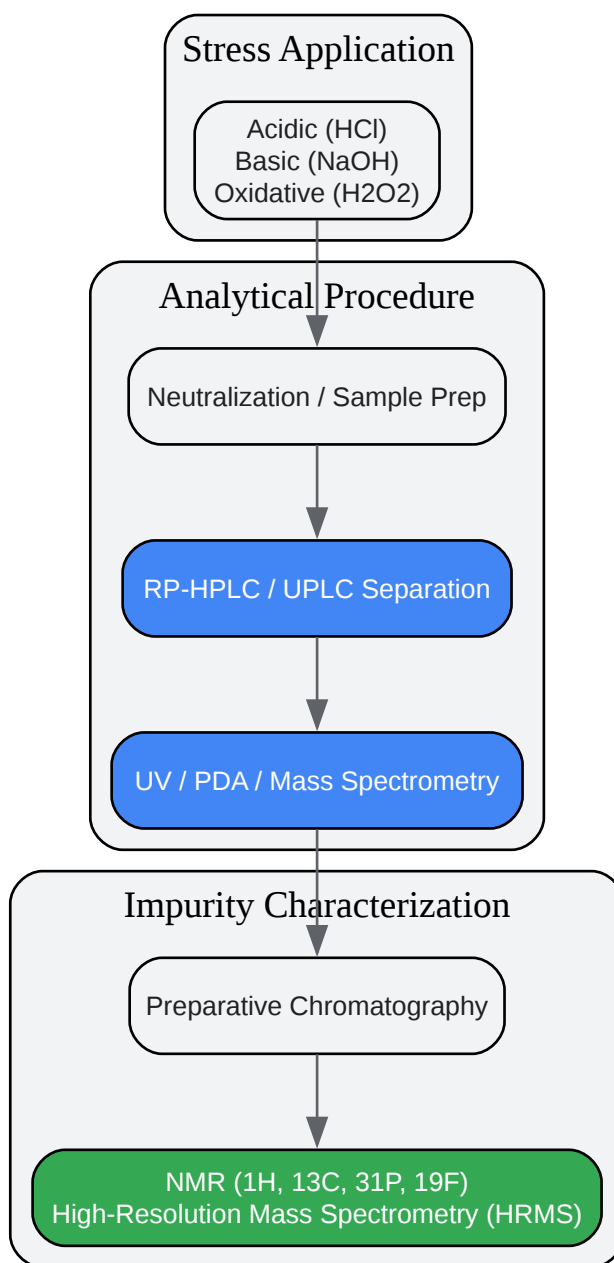 Stress Application
Acidic (HCl)
Basic (NaOH)
Oxidative (H2O2)
Analytical Procedure
Neutralization / Sample Prep
RP-HPLC / UPLC Separation
UV / PDA / Mass Spectrometry
Impurity Characterization
Preparative Chromatography
NMR (1H, 13C, 31P, 19F)
High-Resolution Mass Spectrometry (HRMS)